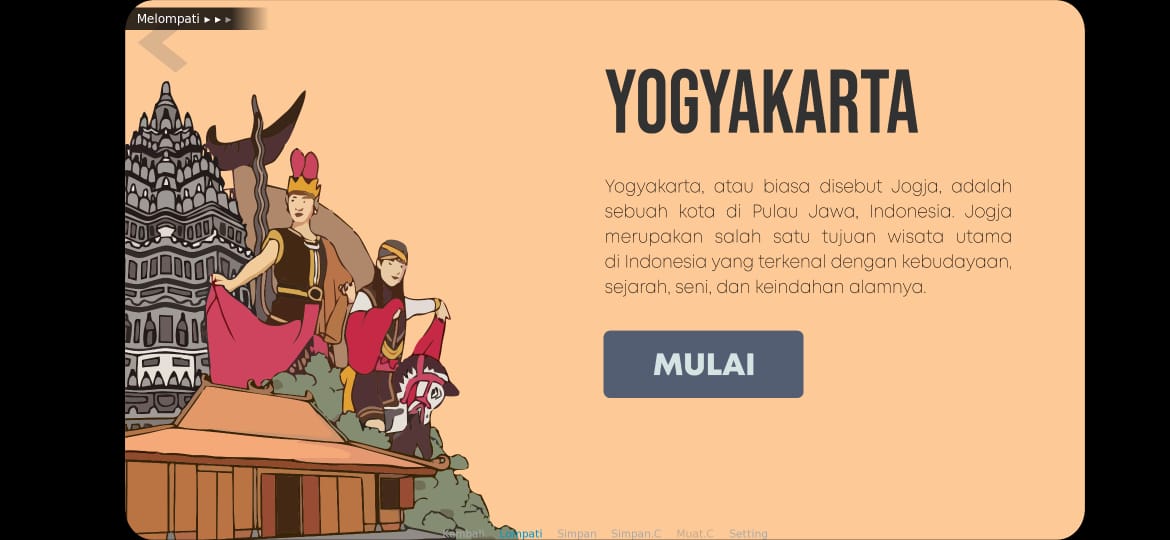 Melompati ▸ ▸ ▸
YOGYAKARTA
Yogyakarta, atau biasa disebut Jogja, adalah
sebuah kota di Pulau Jawa, Indonesia. Jogja
merupakan salah satu tujuan wisata utama
di Indonesia yang terkenal dengan kebudayaan,
sejarah, seni, dan keindahan alamnya.
MULAI
Kembali Lompati Simpan Simpan.C Muat.C Setting